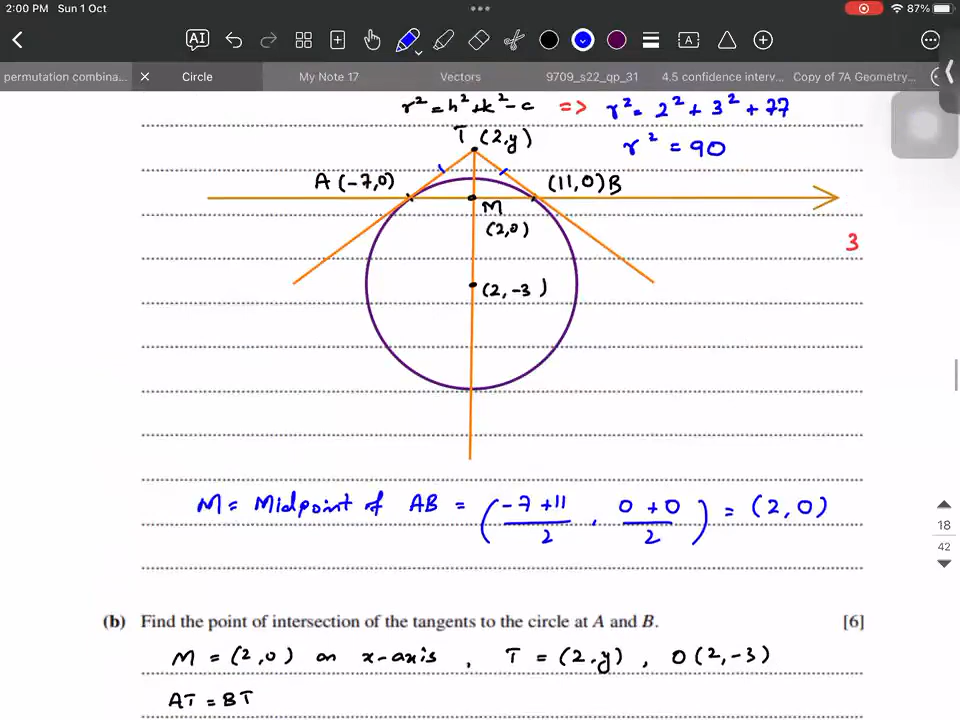 2:00 PM Sun 1 Oct 87%
AI A
permutation combina... × Circle My Note 17 Vectors 9709_s22_qp_31 4.5 confidence interv... Copy of 7A Geometry...
r² = h² + k² - c => r² = 2² + 3² + 77
T (2,y)
r² = 90
A (-7,0) (11,0) B
M
(2,0)
3
(2, -3)
M = Midpoint of AB = (-7+11/2, 0+0/2) = (2,0)
18
42
(b) Find the point of intersection of the tangents to the circle at A and B. [6]
M = (2,0) on x-axis, T = (2,y), O(2,-3)
AT = BT